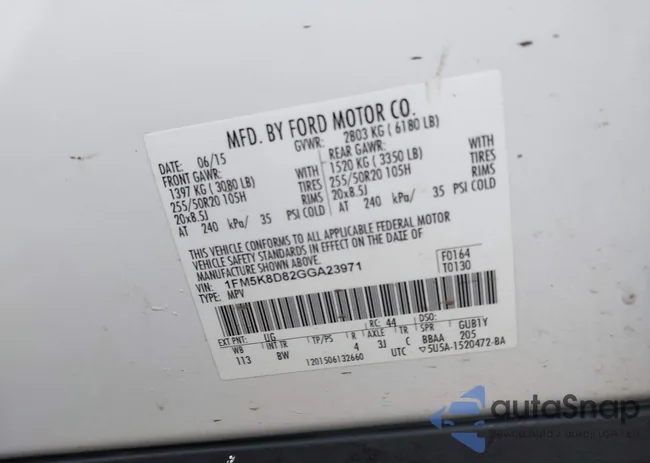 MFD. BY FORD MOTOR CO.
DATE: 06/15 GVWR: 2803 KG ( 6180 LB)
FRONT GAWR: REAR GAWR:
1397 KG ( 3080 LB) WITH 1520 KG ( 3350 LB) WITH
255/50R20 105H TIRES 255/50R20 105H TIRES
20x8.5J RIMS 20x8.5J RIMS
AT 240 kPa/ 35 PSI COLD AT 240 kPa/ 35 PSI COLD
THIS VEHICLE CONFORMS TO ALL APPLICABLE FEDERAL MOTOR
VEHICLE SAFETY STANDARDS IN EFFECT ON THE DATE OF
VIN: 1FM5K8D82GGA23971 F0164
TYPE: MPV T0130
EXT PNT: UG RC: 44 DSO:
WB INT TR TP/PS R AXLE TR SPR
113 BW 4 3J C BBAA GUB1Y
1201506132660 UTC 205
▽5U5A-1520472-BA
autoSnap